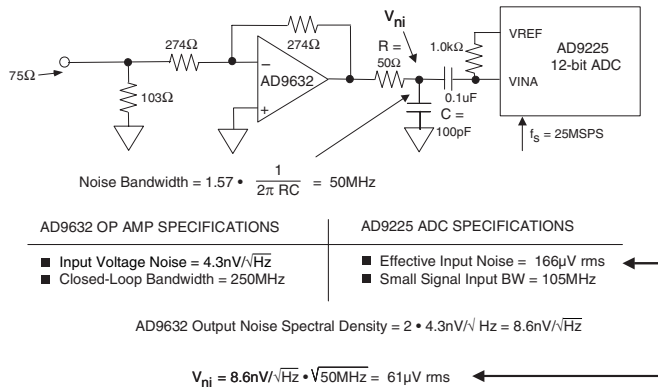 V_ni
274Ω
274Ω
R =
50Ω
1.0kΩ
VREF
AD9225
12-bit ADC
75Ω
AD9632
−
+
103Ω
0.1uF
VINA
C =
100pF
f_s = 25MSPS
Noise Bandwidth = 1.57 • 1 / 2π RC = 50MHz
AD9632 OP AMP SPECIFICATIONS
■ Input Voltage Noise = 4.3nV/√Hz
■ Closed-Loop Bandwidth = 250MHz
AD9225 ADC SPECIFICATIONS
■ Effective Input Noise = 166µV rms
■ Small Signal Input BW = 105MHz
AD9632 Output Noise Spectral Density = 2 • 4.3nV/√ Hz = 8.6nV/√Hz
V_ni = 8.6nV/√Hz • √50MHz = 61µV rms